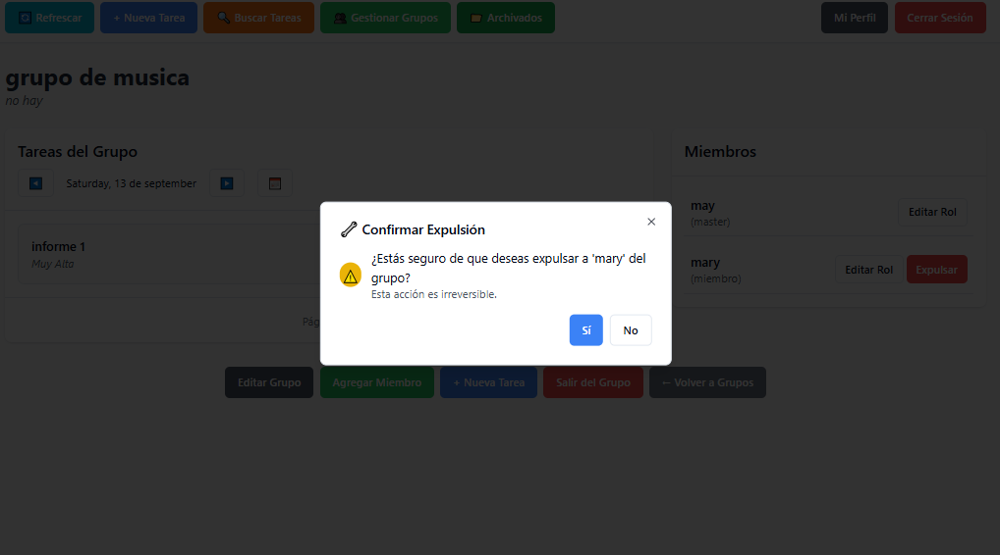 Refrescar
+ Nueva Tarea
Buscar Tareas
Gestionar Grupos
Archivados
Mi Perfil
Cerrar Sesión
grupo de musica
no hay
Tareas del Grupo
Saturday, 13 de september
informe 1
Muy Alta
Pág
Miembros
may
(master)
Editar Rol
mary
(miembro)
Editar Rol
Expulsar
Confirmar Expulsión
¿Estás seguro de que deseas expulsar a 'mary' del
grupo?
Esta acción es irreversible.
Sí
No
Editar Grupo
Agregar Miembro
+ Nueva Tarea
Salir del Grupo
← Volver a Grupos